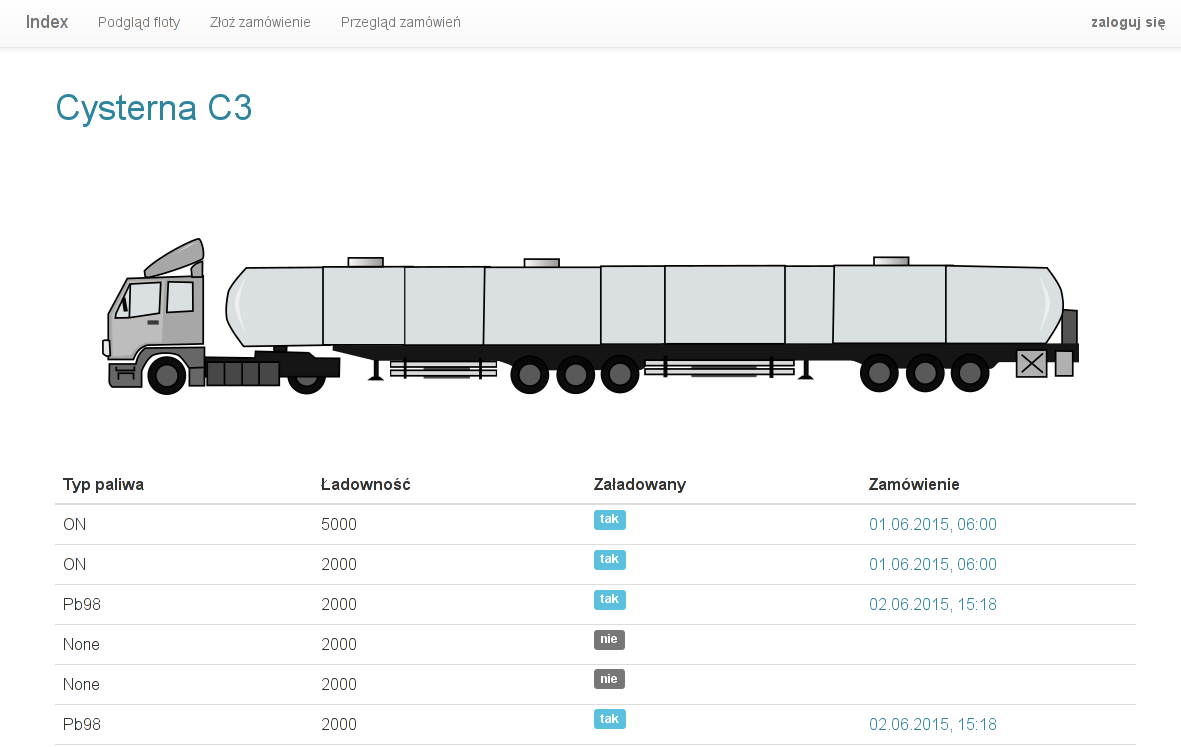 Index Podgląd floty Złoż zamówienie Przegląd zamówień zaloguj się
Cysterna C3
Typ paliwa Ładowność Załadowany Zamówienie
ON 5000 tak 01.06.2015, 06:00
ON 2000 tak 01.06.2015, 06:00
Pb98 2000 tak 02.06.2015, 15:18
None 2000 nie
None 2000 nie
Pb98 2000 tak 02.06.2015, 15:18